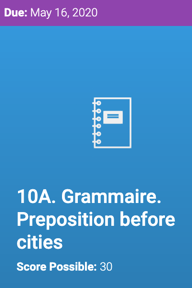 Due: May 16, 2020
10A. Grammaire.
Preposition before
cities
Score Possible: 30